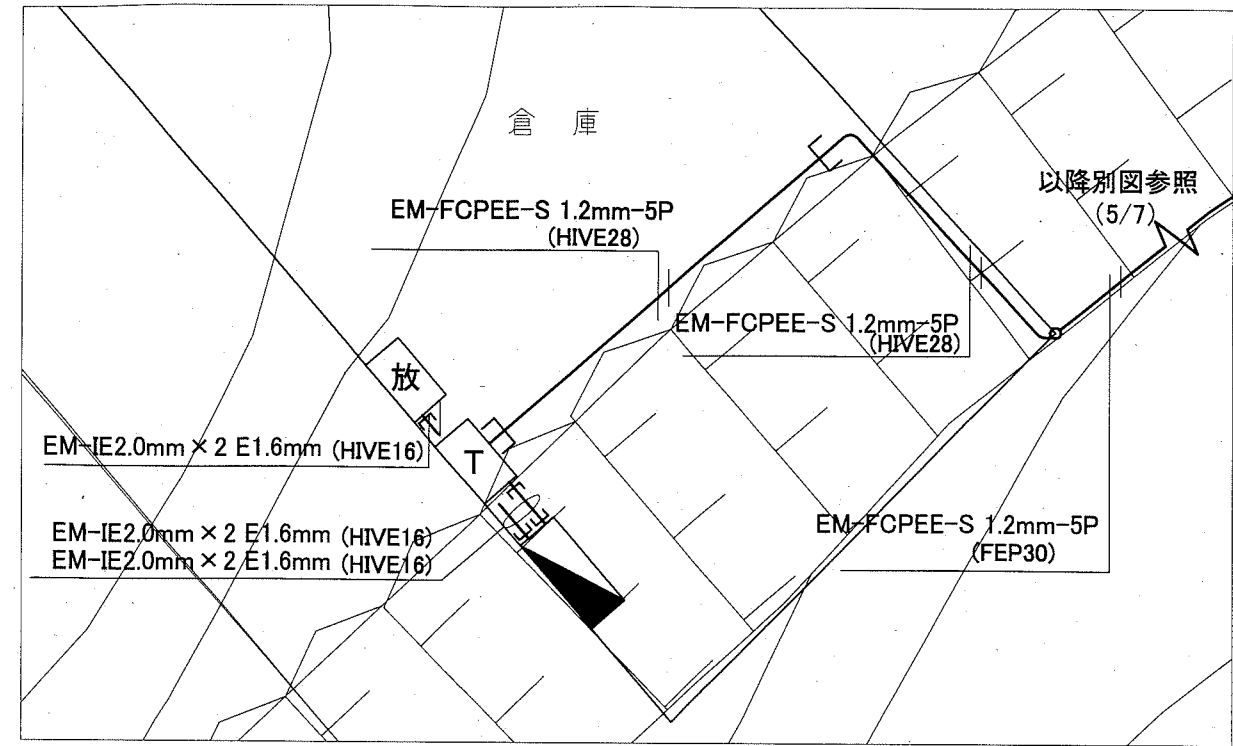 倉庫
以降別図参照
(5/7)
EM-FCPEE-S 1.2mm-5P
(HIVE28)
EM-FCPEE-S 1.2mm-5P
(HIVE28)
放
EM-IE2.0mm×2 E1.6mm (HIVE16)
T
EM-IE2.0mm×2 E1.6mm (HIVE16)
EM-IE2.0mm×2 E1.6mm (HIVE16)
EM-FCPEE-S 1.2mm-5P
(FEP30)